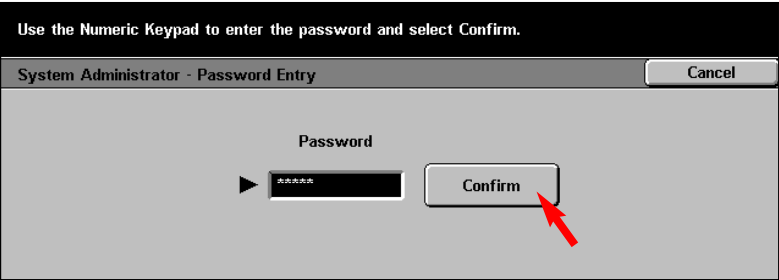 Use the Numeric Keypad to enter the password and select Confirm.
System Administrator - Password Entry
Cancel
Password
*****
Confirm